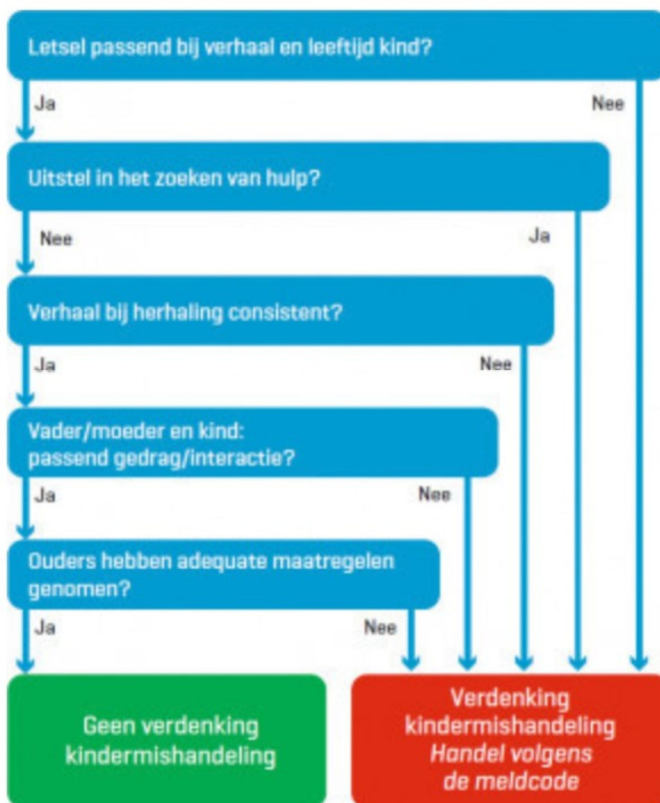 Letsel passend bij verhaal en leeftijd kind?
Ja
Nee
Uitstel in het zoeken van hulp?
Nee
Ja
Verhaal bij herhaling consistent?
Ja
Nee
Vader/moeder en kind:
passend gedrag/interactie?
Ja
Nee
Ouders hebben adequate maatregelen
genomen?
Ja
Nee
Geen verdenking
kindermishandeling
Verdenking
kindermishandeling
Handel volgens
de meldcode